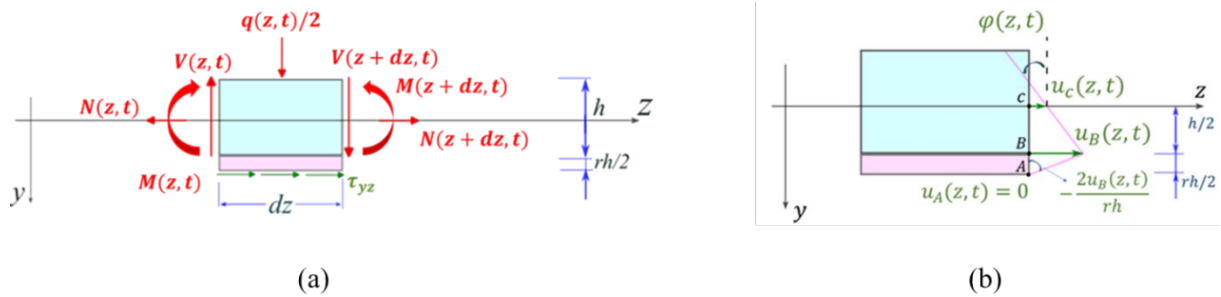 q(z,t)/2
V(z,t)
V(z + dz,t)
M(z + dz,t)
N(z,t)
h
Z
N(z + dz,t)
rh/2
M(z,t)
τyz
y
dz
(a)
φ(z,t)
uc(z,t)
z
C
h/2
uB(z,t)
B
A
rh/2
uA(z,t) = 0
− 2uB(z,t) / rh
y
(b)